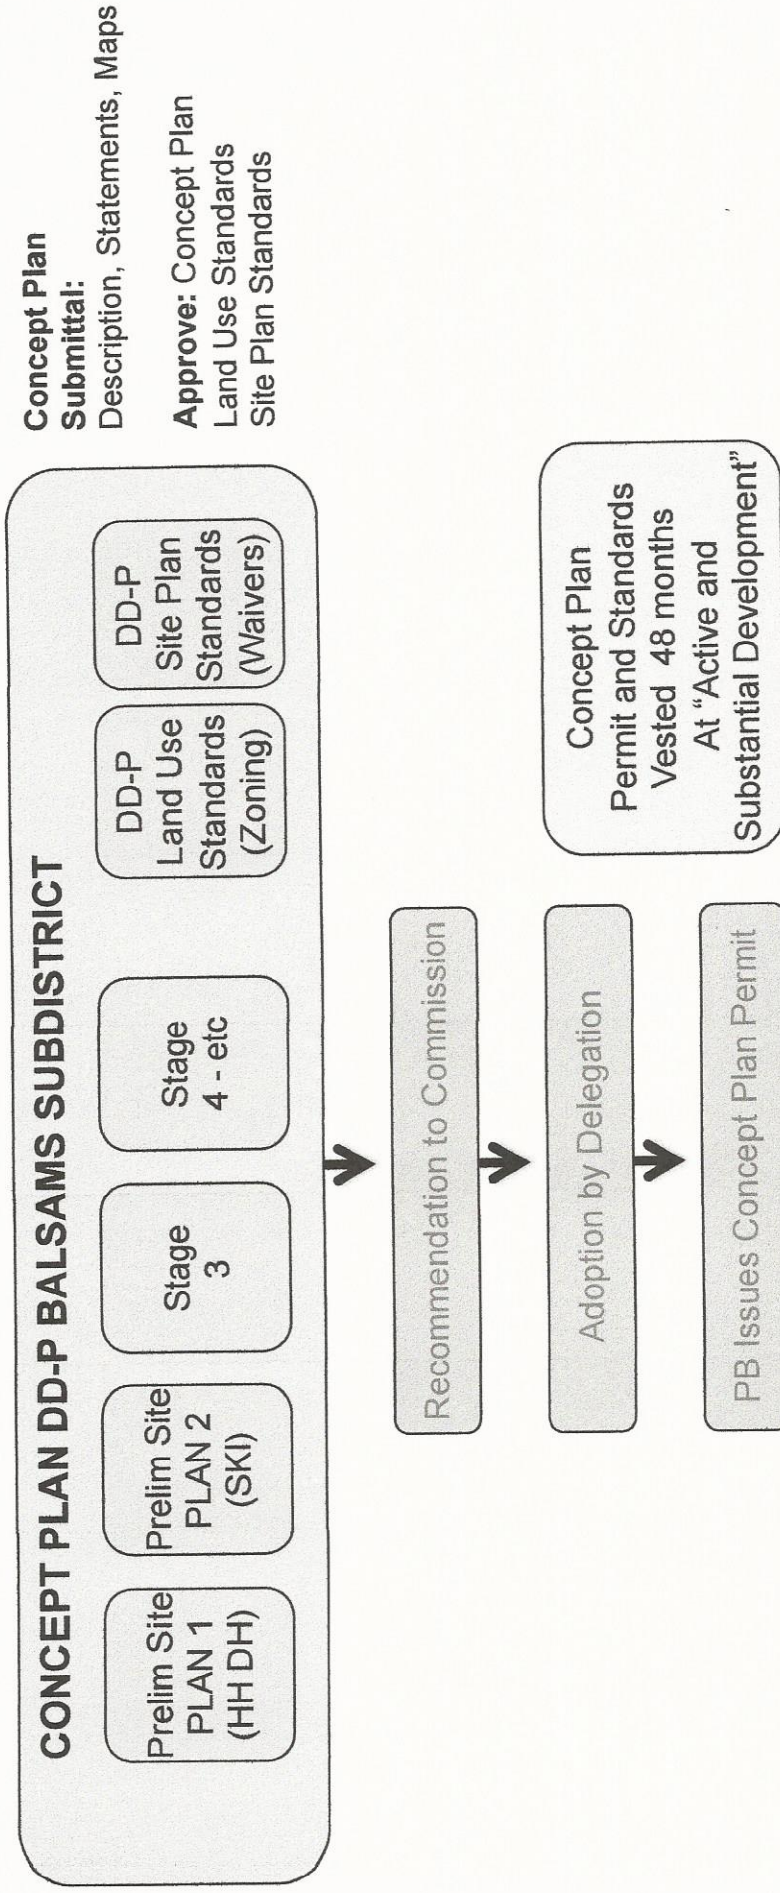 CONCEPT PLAN DD-P BALSAMS SUBDISTRICT
Prelim Site
PLAN 1
(HH DH)
Prelim Site
PLAN 2
(SKI)
Stage
3
Stage
4 - etc
DD-P
Land Use
Standards
(Zoning)
DD-P
Site Plan
Standards
(Waivers)
Concept Plan
Submittal:
Description, Statements, Maps
Approve: Concept Plan
Land Use Standards
Site Plan Standards
Recommendation to Commission
Adoption by Delegation
PB Issues Concept Plan Permit
Concept Plan
Permit and Standards
Vested 48 months
At “Active and
Substantial Development”